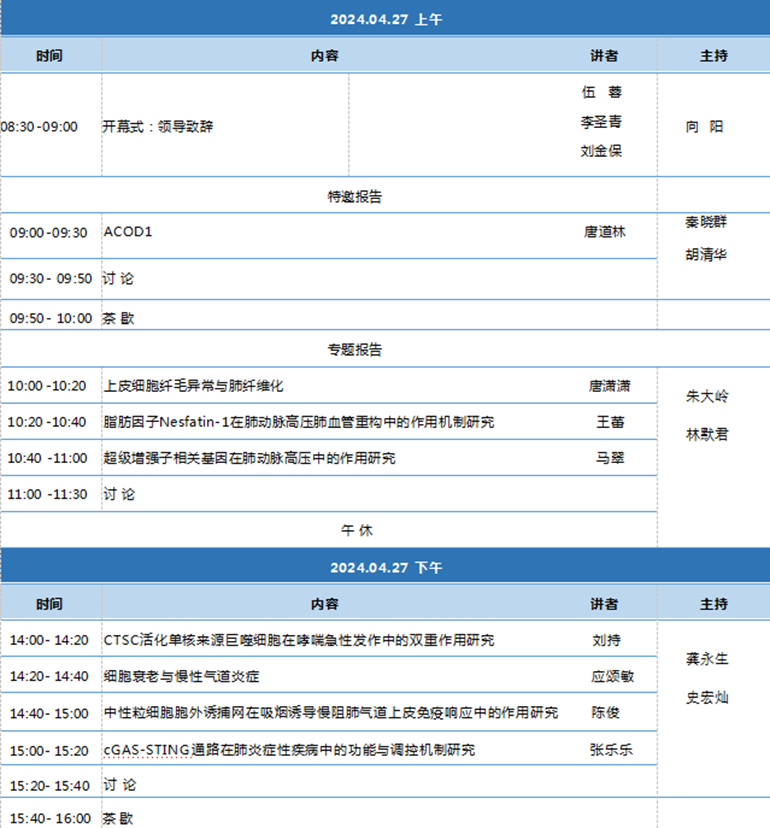 2024.04.27 上午
时间 内容 讲者 主持
08:30-09:00 开幕式：领导致辞 伍 蓉 李圣青 刘金保 向 阳
特邀报告
09:00-09:30 ACOD1 唐道林 秦晓群 胡清华
09:30- 09:50 讨 论
09:50- 10:00 茶 歇
专题报告
10:00 -10:20 上皮细胞纤毛异常与肺纤维化 唐潇潇 朱大岭
10:20 -10:40 脂肪因子Nesfatin-1在肺动脉高压肺血管重构中的作用机制研究 王蕾 林默君
10:40 -11:00 超级增强子相关基因在肺动脉高压中的作用研究 马翠
11:00 -11:30 讨 论
午 休
2024.04.27 下午
时间 内容 讲者 主持
14:00- 14:20 CTSC活化单核来源巨噬细胞在哮喘急性发作中的双重作用研究 刘持 龚永生
14:20- 14:40 细胞衰老与慢性气道炎症 应颂敏 史宏灿
14:40- 15:00 中性粒细胞胞外诱捕网在吸烟诱导慢阻肺气道上皮免疫响应中的作用研究 陈俊
15:00- 15:20 cGAS-STING通路在肺炎症性疾病中的功能与调控机制研究 张乐乐
15:20- 15:40 讨 论
15:40- 16:00 茶 歇